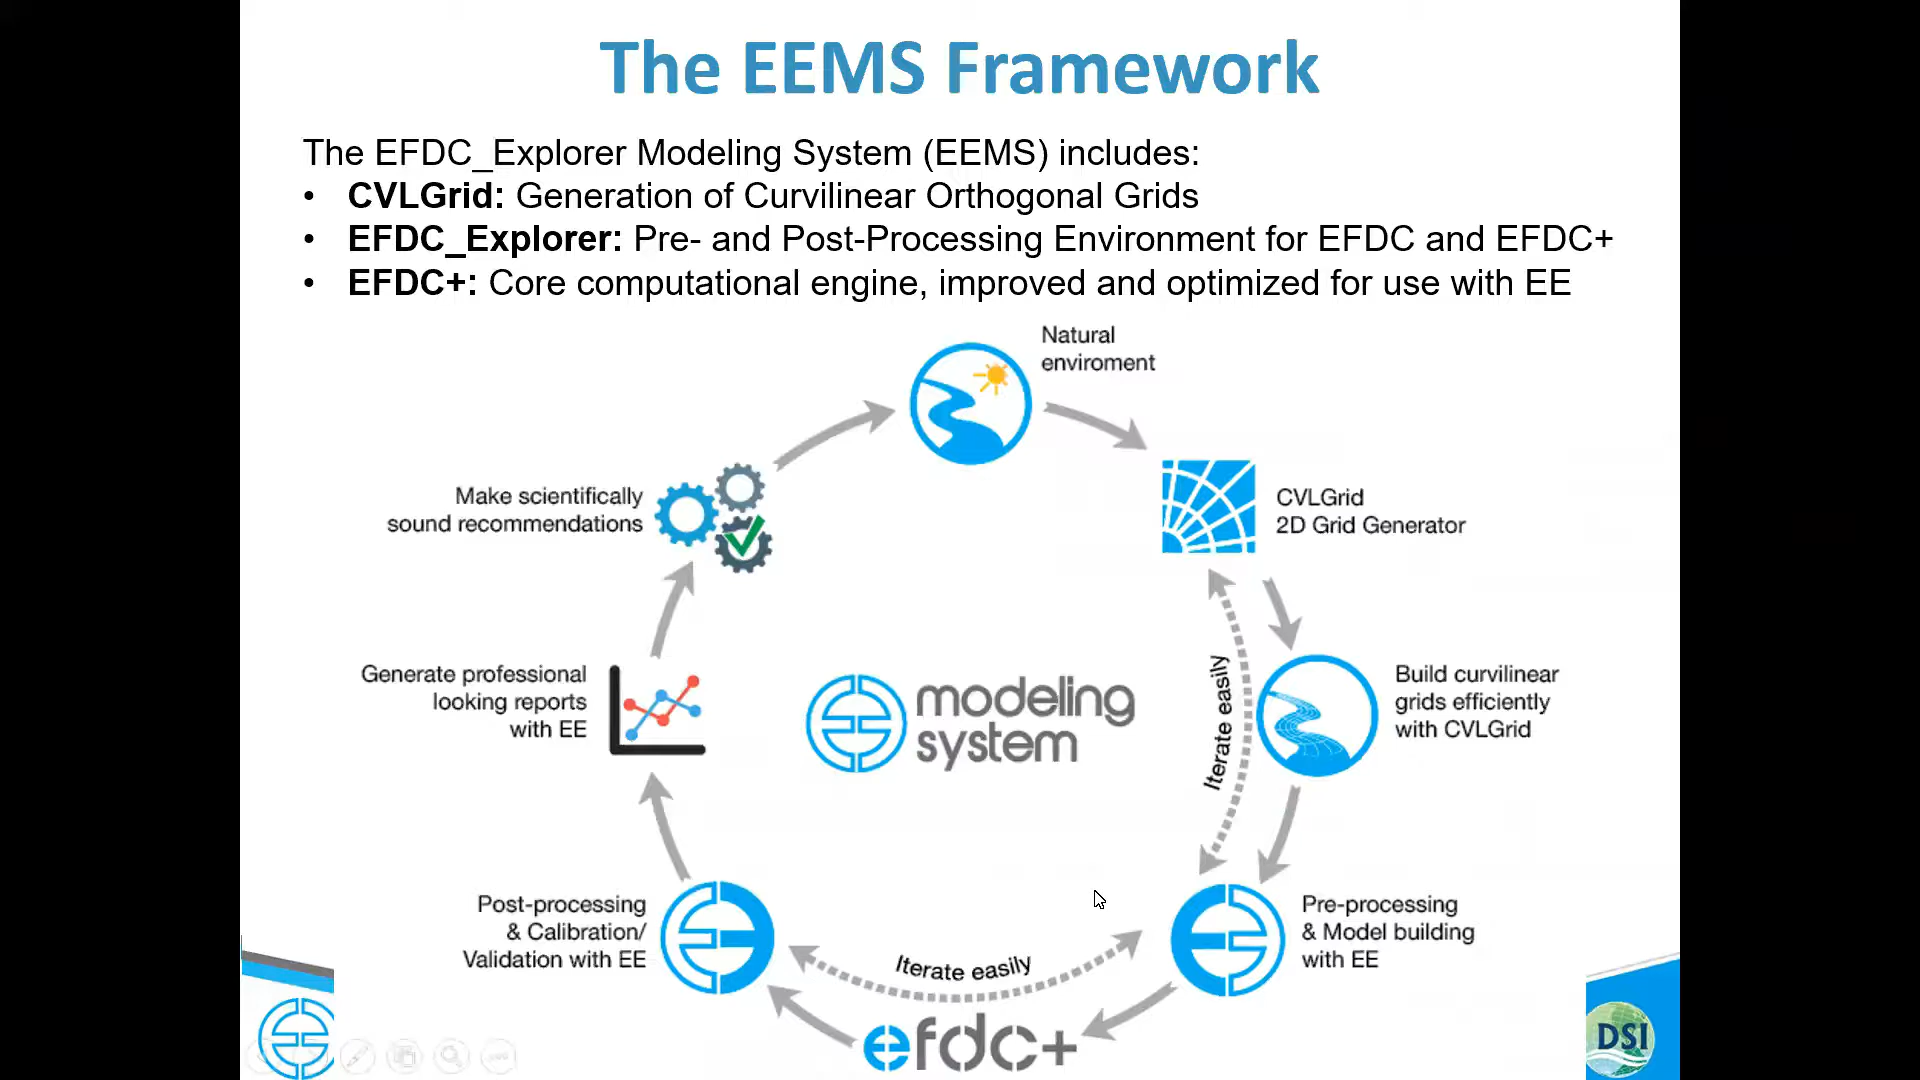 The EEMS Framework
The EFDC_Explorer Modeling System (EEMS) includes:
• CVLGrid: Generation of Curvilinear Orthogonal Grids
• EFDC_Explorer: Pre- and Post-Processing Environment for EFDC and EFDC+
• EFDC+: Core computational engine, improved and optimized for use with EE
Natural
enviroment
CVLGrid
2D Grid Generator
Build curvilinear
grids efficiently
with CVLGrid
Iterate easily
Pre-processing
& Model building
with EE
Iterate easily
efdc+
Post-processing
& Calibration/
Validation with EE
Generate professional
looking reports
with EE
Make scientifically
sound recommendations
modeling
system
DSI